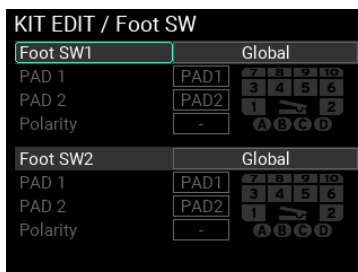 KIT EDIT / Foot SW
Foot SW1 Global
PAD 1 PAD1 7 8 9 10
3 4 5 6
PAD 2 PAD2 1 2
Polarity - A B C D
Foot SW2 Global
PAD 1 PAD1 7 8 9 10
3 4 5 6
PAD 2 PAD2 1 2
Polarity - A B C D